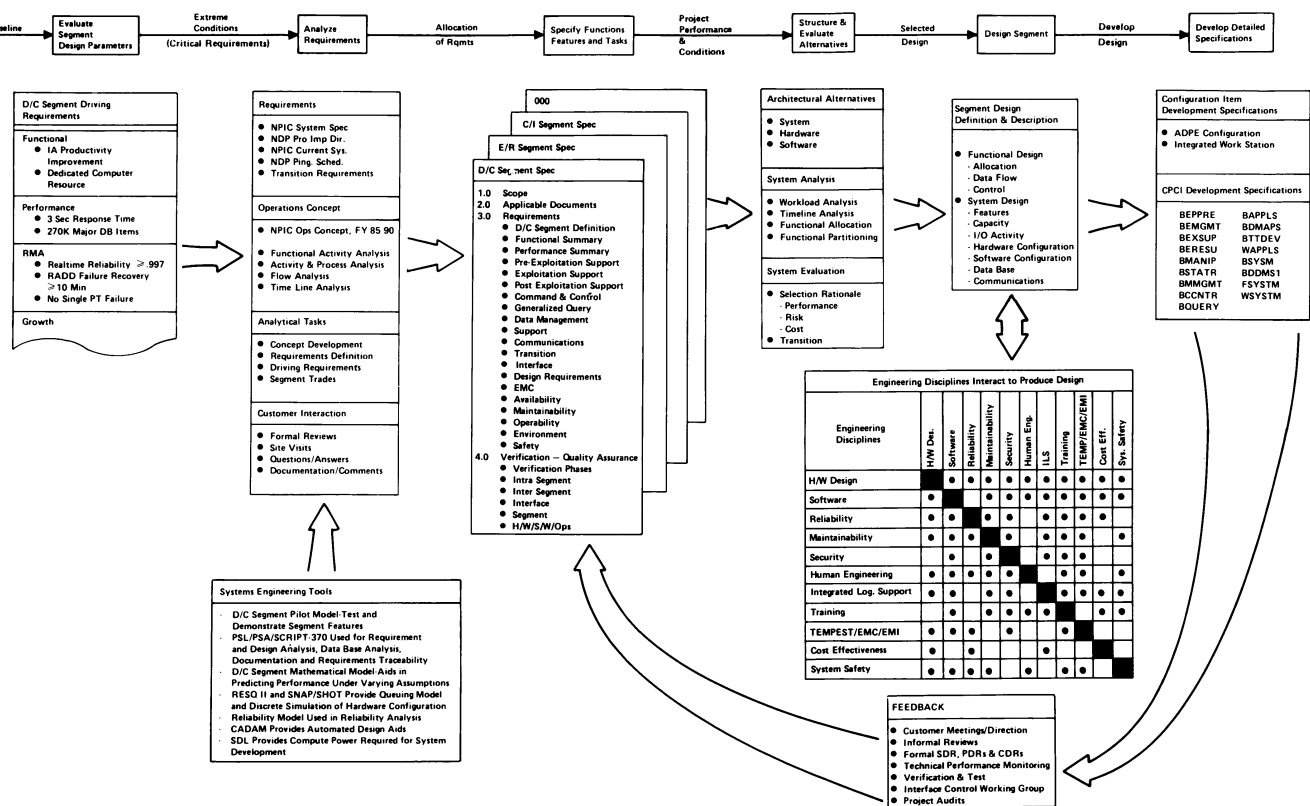 seline
Evaluate
Segment
Design Parameters
Extreme
Conditions
(Critical Requirements)
Analyze
Requirements
Allocation
of Rqmts
Specify Functions
Features and Tasks
Project
Performance
&
Conditions
Structure &
Evaluate
Alternatives
Selected
Design
Design Segment
Develop
Design
Develop Detailed
Specifications
D/C Segment Driving
Requirements
Functional
● IA Productivity
Improvement
● Dedicated Computer
Resource
Performance
● 3 Sec Response Time
● 270K Major DB Items
RMA
● Realtime Reliability ≥.997
● RADD Failure Recovery
≥10 Min
● No Single PT Failure
Growth
Requirements
● NPIC System Spec
● NDP Pro Imp Dir.
● NPIC Current Sys.
● NDP Ping. Sched.
● Transition Requirements
Operations Concept
● NPIC Ops Concept, FY 85 90
● Functional Activity Analysis
● Activity & Process Analysis
● Flow Analysis
● Time Line Analysis
Analytical Tasks
● Concept Development
● Requirements Definition
● Driving Requirements
● Segment Trades
Customer Interaction
● Formal Reviews
● Site Visits
● Questions/Answers
● Documentation/Comments
Systems Engineering Tools
· D/C Segment Pilot Model-Test and
Demonstrate Segment Features
· PSL/PSA/SCRIPT-370 Used for Requirement
and Design Analysis, Data Base Analysis,
Documentation and Requirements Traceability
· D/C Segment Mathematical Model-Aids in
Predicting Performance Under Varying Assumptions
· RESQ II and SNAP/SHOT Provide Queuing Model
and Discrete Simulation of Hardware Configuration
· Reliability Model Used in Reliability Analysis
· CADAM Provides Automated Design Aids
· SDL Provides Compute Power Required for System
Development
000
C/I Segment Spec
E/R Segment Spec
D/C Segment Spec
1.0 Scope
2.0 Applicable Documents
3.0 Requirements
● D/C Segment Definition
● Functional Summary
● Performance Summary
● Pre-Exploitation Support
● Exploitation Support
● Post Exploitation Support
● Command & Control
● Generalized Query
● Data Management
● Support
● Communications
● Transition
● Interface
● Design Requirements
● EMC
● Availability
● Maintainability
● Operability
● Environment
● Safety
4.0 Verification – Quality Assurance
● Verification Phases
● Intra Segment
● Inter Segment
● Interface
● Segment
● H/W/S/W/Ops
Architectural Alternatives
● System
● Hardware
● Software
System Analysis
● Workload Analysis
● Timeline Analysis
● Functional Allocation
● Functional Partitioning
System Evaluation
● Selection Rationale
· Performance
· Risk
· Cost
● Transition
Segment Design
Definition & Description
● Functional Design
· Allocation
· Data Flow
· Control
● System Design
· Features
· Capacity
· I/O Activity
· Hardware Configuration
· Software Configuration
· Data Base
· Communications
Configuration Item
Development Specifications
● ADPE Configuration
● Integrated Work Station
CPCI Development Specifications
BEPPRE BAPPLS
BEMGMT BDMAPS
BEXSUP BTTDEV
BERESU WAPPLS
BMANIP BSYSM
BSTATR BDDMS1
BMMGMT FSYSTM
BCCNTR WSYSTM
BQUERY
Engineering Disciplines Interact to Produce Design
Engineering
Disciplines
H/W Des.
Software
Reliability
Maintainability
Security
Human Eng.
ILS
Training
TEMP/EMC/EMI
Cost Eff.
Sys. Safety
H/W Design
Software
Reliability
Maintainability
Security
Human Engineering
Integrated Log. Support
Training
TEMPEST/EMC/EMI
Cost Effectiveness
System Safety
FEEDBACK
● Customer Meetings/Direction
● Informal Reviews
● Formal SDR, PDRs & CDRs
● Technical Performance Monitoring
● Verification & Test
● Interface Control Working Group
● Project Audits